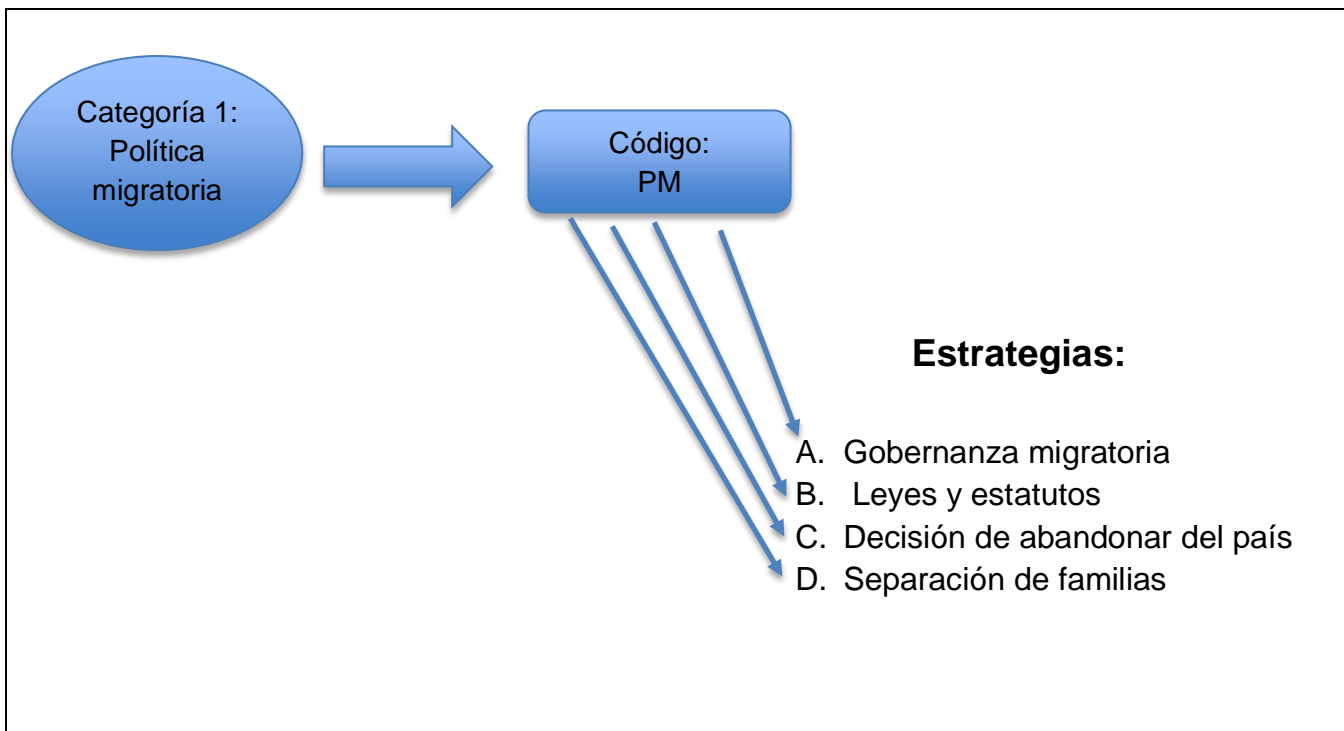 Categoría 1:
Política
migratoria
Código:
PM
Estrategias:
A. Gobernanza migratoria
B. Leyes y estatutos
C. Decisión de abandonar del país
D. Separación de familias